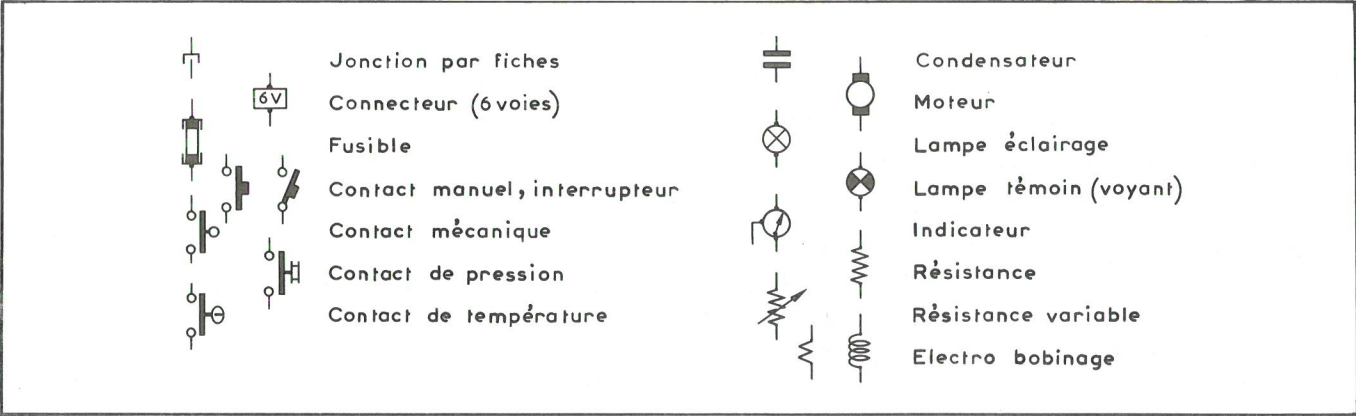 Jonction par fiches
6V
Connecteur (6 voies)
Fusible
Contact manuel, interrupteur
Contact mécanique
Contact de pression
Contact de température
Condensateur
Moteur
Lampe éclairage
Lampe témoin (voyant)
Indicateur
Résistance
Résistance variable
Electro bobinage